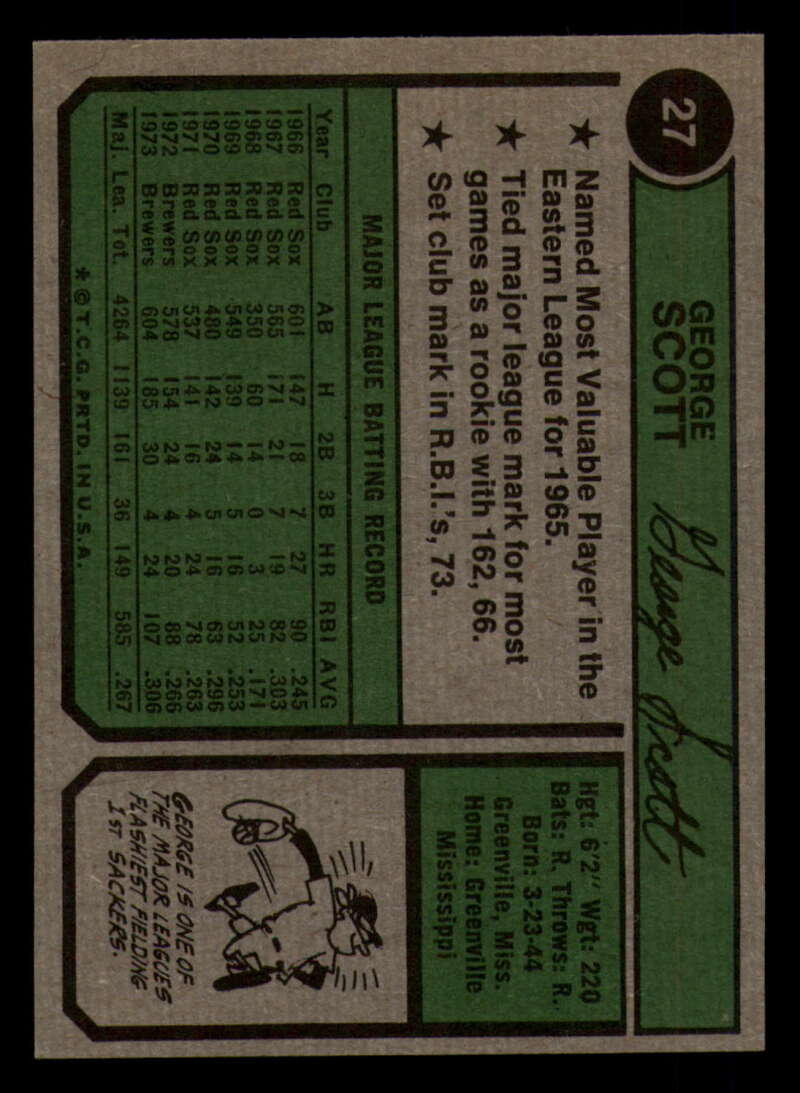 27
GEORGE
SCOTT
George Scott
★ Named Most Valuable Player in the
Eastern League for 1965.
★ Tied major league mark for most
games as a rookie with 162, 66.
★ Set club mark in R.B.I.'s, 73.
MAJOR LEAGUE BATTING RECORD
Year Club AB H 2B 3B HR RBI AVG
1966 Red Sox 601 147 18 7 27 90 .245
1967 Red Sox 565 171 21 7 19 82 .303
1968 Red Sox 350 60 14 0 3 25 .171
1969 Red Sox 549 139 14 5 16 52 .253
1970 Red Sox 480 142 24 5 16 63 .296
1971 Red Sox 537 141 16 4 24 78 .263
1972 Brewers 578 154 24 4 20 88 .266
1973 Brewers 604 185 30 4 24 107 .306
Maj. Lea. Tot. 4264 1139 161 36 149 585 .267
* © T.C.G. PRTD. IN U.S.A.
Hgt: 6'2" Wgt: 220
Bats: R. Throws: R.
Born: 3-23-44
Greenville, Miss.
Home: Greenville
Mississippi
GEORGE IS ONE OF
THE MAJOR LEAGUES
FLASHIEST FIELDING
1ST SACKERS.